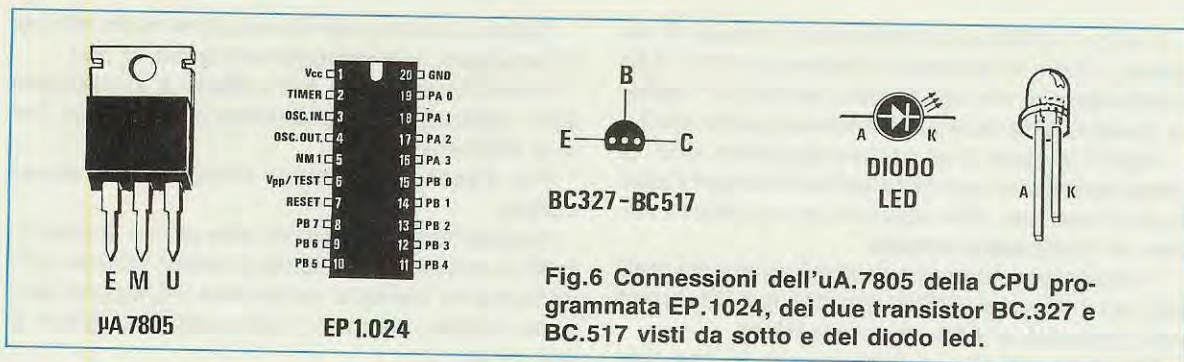 E M U
µA 7805
Vcc 1 20 GND
TIMER 2 19 PA 0
OSC.IN. 3 18 PA 1
OSC.OUT. 4 17 PA 2
NM1 5 16 PA 3
Vpp/TEST 6 15 PB 0
RESET 7 14 PB 1
PB 7 8 13 PB 2
PB 6 9 12 PB 3
PB 5 10 11 PB 4
EP 1.024
B
E C
BC327-BC517
A K
DIODO
LED
A K
Fig.6 Connessioni dell'uA.7805 della CPU pro-
grammata EP.1024, dei due transistor BC.327 e
BC.517 visti da sotto e del diodo led.